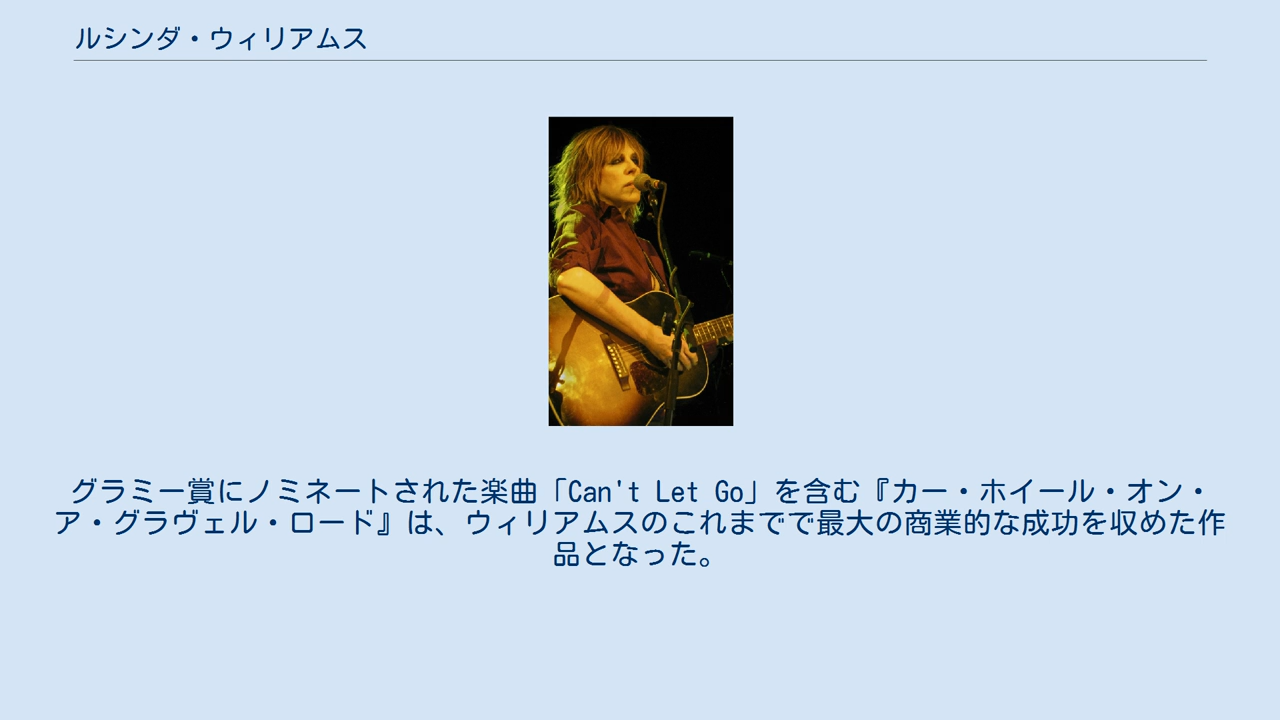 ルシンダ・ウィリアムス
グラミー賞にノミネートされた楽曲「Can't Let Go」を含む『カー・ホイール・オン・
ア・グラヴェル・ロード』は、ウィリアムスのこれまでで最大の商業的な成功を収めた作
品となった。